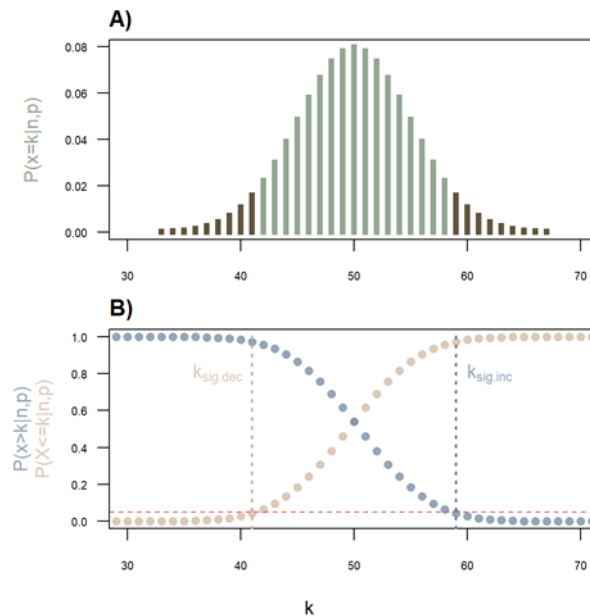 A)
P(x=k|n,p)
0.08
0.06
0.04
0.02
0.00
30 40 50 60 70
B)
P(x>k|n,p)
P(X<=k|n,p)
1.0
0.8
0.6
0.4
0.2
0.0
ksig.dec
ksig.inc
30 40 50 60 70
k